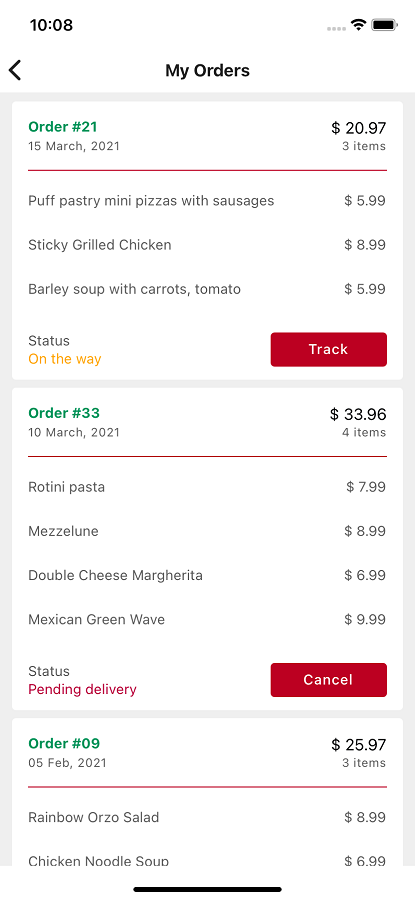 10:08
My Orders
Order #21 $ 20.97
15 March, 2021 3 items
Puff pastry mini pizzas with sausages $ 5.99
Sticky Grilled Chicken $ 8.99
Barley soup with carrots, tomato $ 5.99
Status
On the way
Track
Order #33 $ 33.96
10 March, 2021 4 items
Rotini pasta $ 7.99
Mezzelune $ 8.99
Double Cheese Margherita $ 6.99
Mexican Green Wave $ 9.99
Status
Pending delivery
Cancel
Order #09 $ 25.97
05 Feb, 2021 3 items
Rainbow Orzo Salad $ 8.99
Chicken Noodle Soup $ 6.99